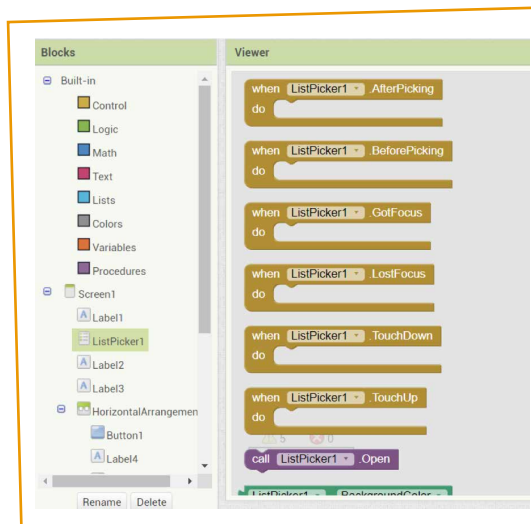 Blocks
Viewer
Built-in
Control
Logic
Math
Text
Lists
Colors
Variables
Procedures
Screen1
Label1
ListPicker1
Label2
Label3
HorizontalArrangemen
Button1
Label4
Rename Delete
when ListPicker1 .AfterPicking
do
when ListPicker1 .BeforePicking
do
when ListPicker1 .GotFocus
do
when ListPicker1 .LostFocus
do
when ListPicker1 .TouchDown
do
when ListPicker1 .TouchUp
do
5 0
call ListPicker1 .Open
ListPicker1 . BackgroundColor